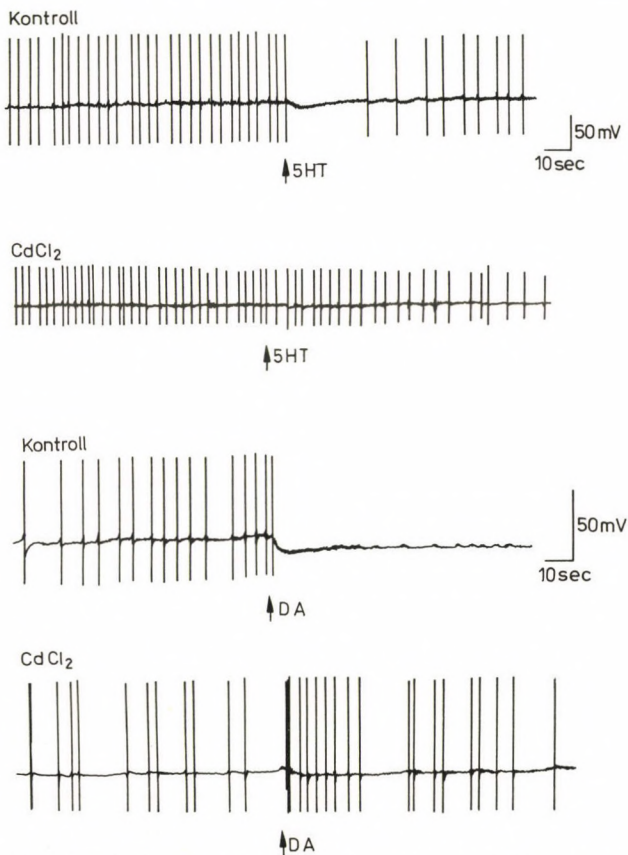 Kontroll
50 mV
10 sec
5HT
CdCl2
5HT
Kontroll
50 mV
10 sec
DA
CdCl2
DA